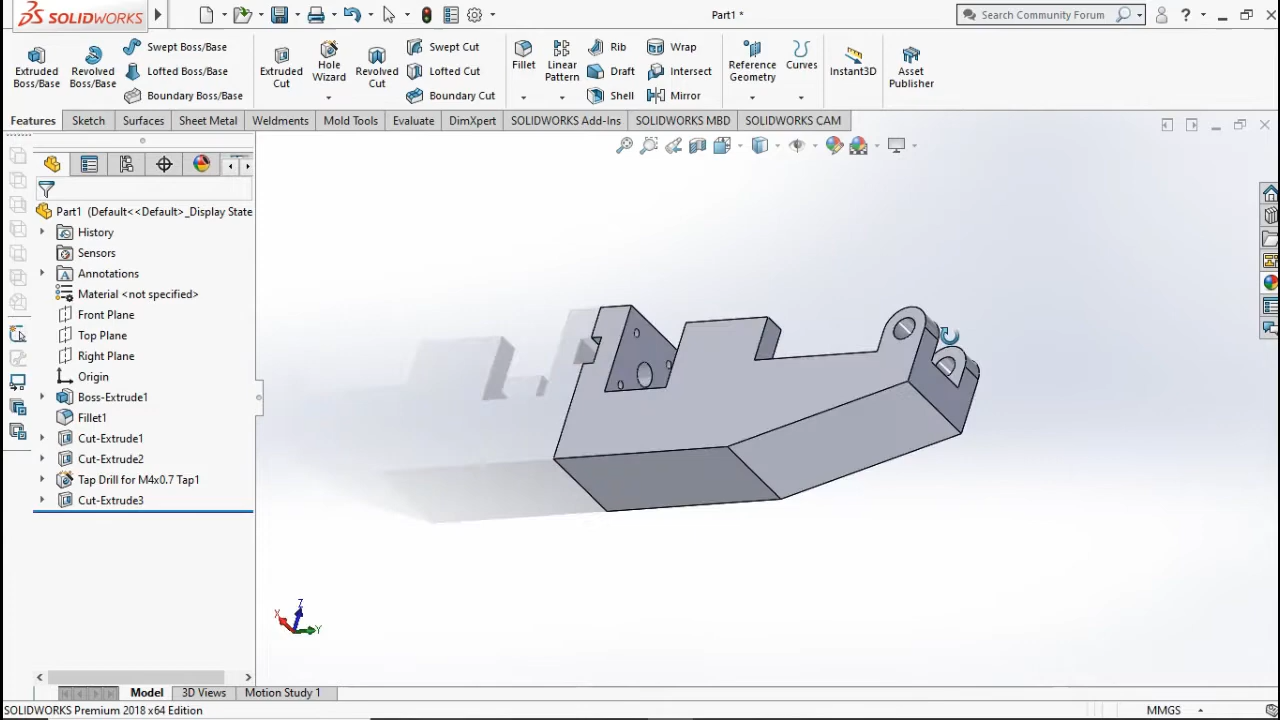 SOLIDWORKS
Part1 *
Search Community Forum
?
Extruded Boss/Base
Revolved Boss/Base
Swept Boss/Base
Lofted Boss/Base
Boundary Boss/Base
Extruded Cut
Hole Wizard
Revolved Cut
Swept Cut
Lofted Cut
Boundary Cut
Fillet
Linear Pattern
Rib
Draft
Shell
Wrap
Intersect
Mirror
Reference Geometry
Curves
Instant3D
Asset Publisher
Features Sketch Surfaces Sheet Metal Weldments Mold Tools Evaluate DimXpert SOLIDWORKS Add-Ins SOLIDWORKS MBD SOLIDWORKS CAM
Part1 (Default<<Default>_Display State
History
Sensors
Annotations
Material <not specified>
Front Plane
Top Plane
Right Plane
Origin
Boss-Extrude1
Fillet1
Cut-Extrude1
Cut-Extrude2
Tap Drill for M4x0.7 Tap1
Cut-Extrude3
Z
X
Y
Model 3D Views Motion Study 1
SOLIDWORKS Premium 2018 x64 Edition
MMGS